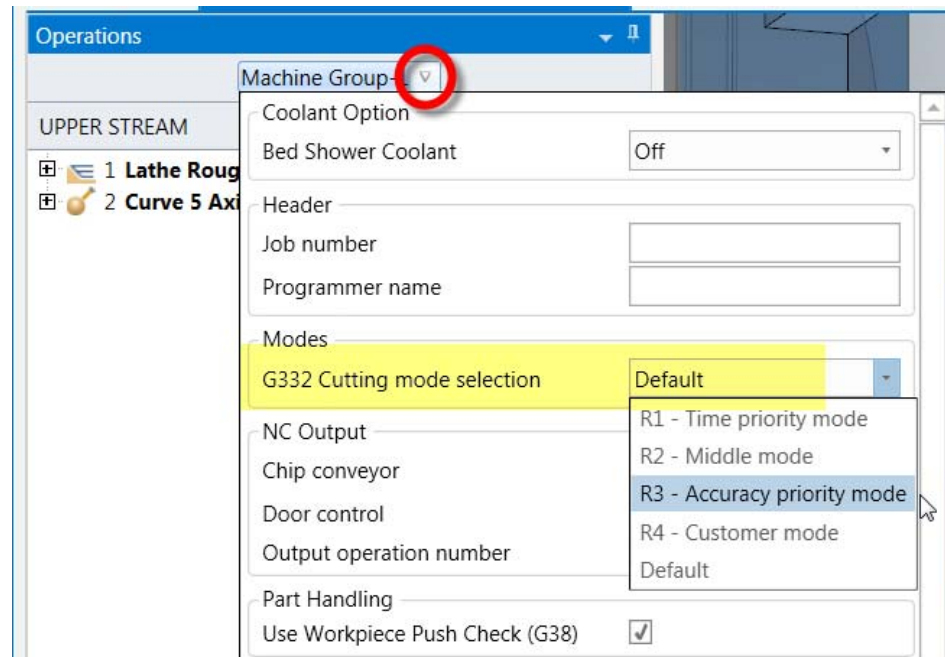 Operations
Machine Group-1
UPPER STREAM
1 Lathe Roug
2 Curve 5 Axi
Coolant Option
Bed Shower Coolant Off
Header
Job number
Programmer name
Modes
G332 Cutting mode selection Default
R1 - Time priority mode
R2 - Middle mode
R3 - Accuracy priority mode
R4 - Customer mode
Default
NC Output
Chip conveyor
Door control
Output operation number
Part Handling
Use Workpiece Push Check (G38)